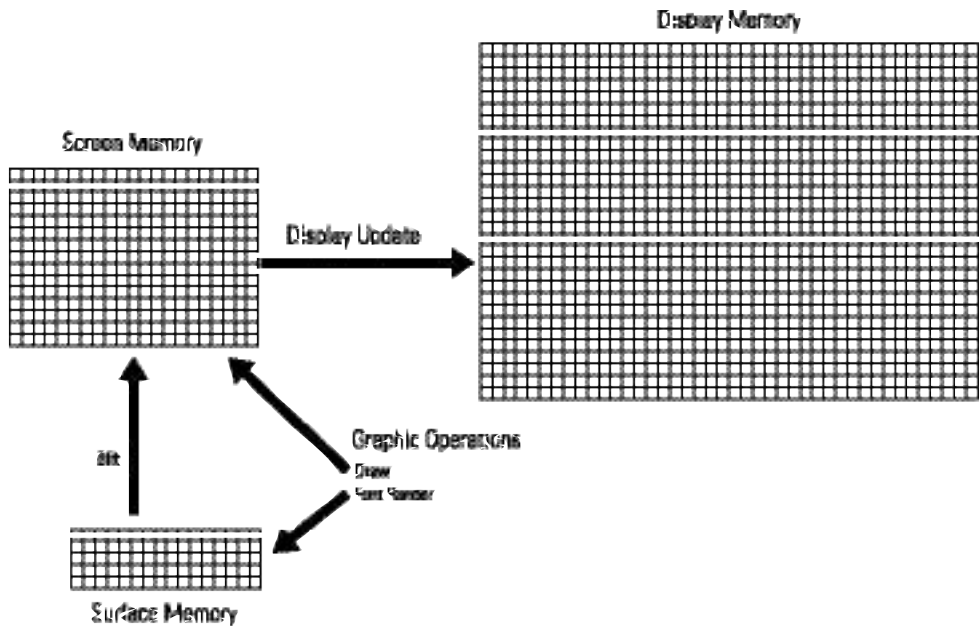 Display Memory
Screen Memory
Display Update
Graphic Operations
Draw
Font Render
Blit
Surface Memory